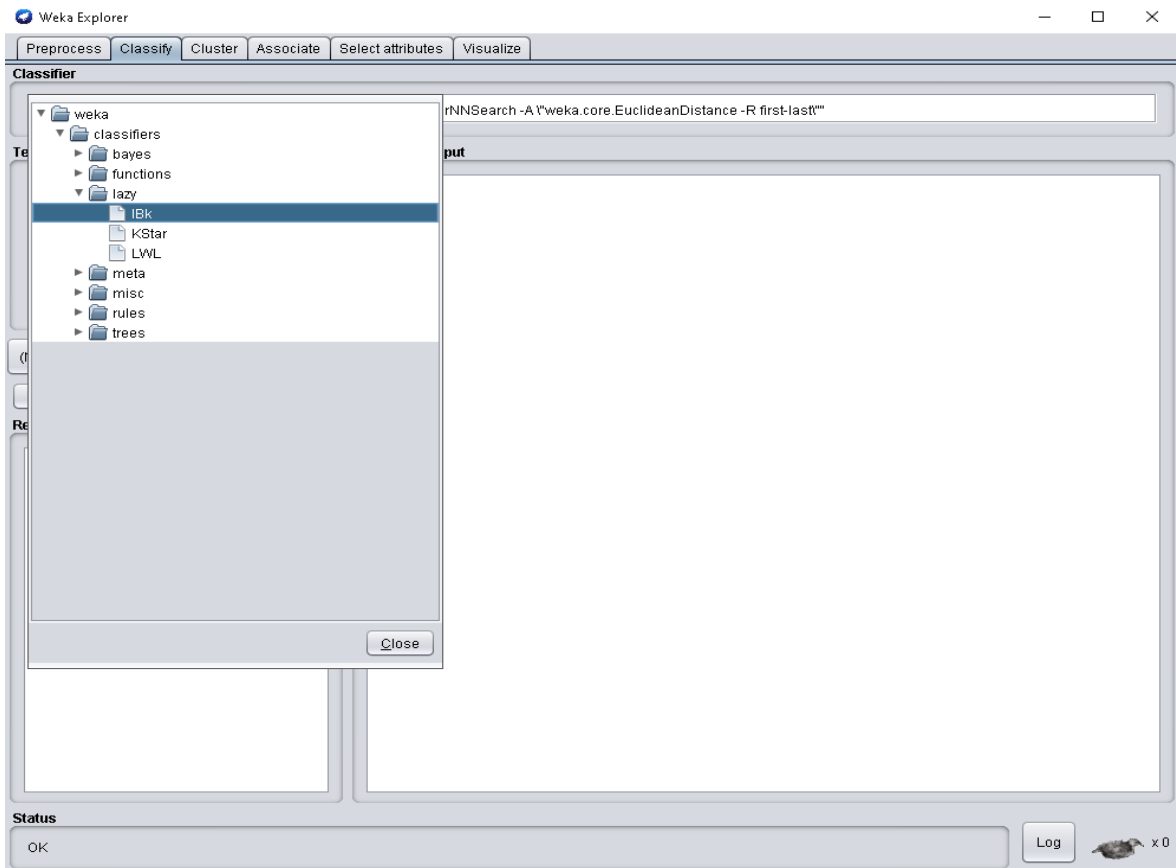 Weka Explorer
Preprocess Classify Cluster Associate Select attributes Visualize
Classifier
rNNSearch -A \"weka.core.EuclideanDistance -R first-last\""
weka
classifiers
bayes
functions
lazy
IBk
KStar
LWL
meta
misc
rules
trees
Close
Te
put
(N
Re
Status
OK
Log
x 0